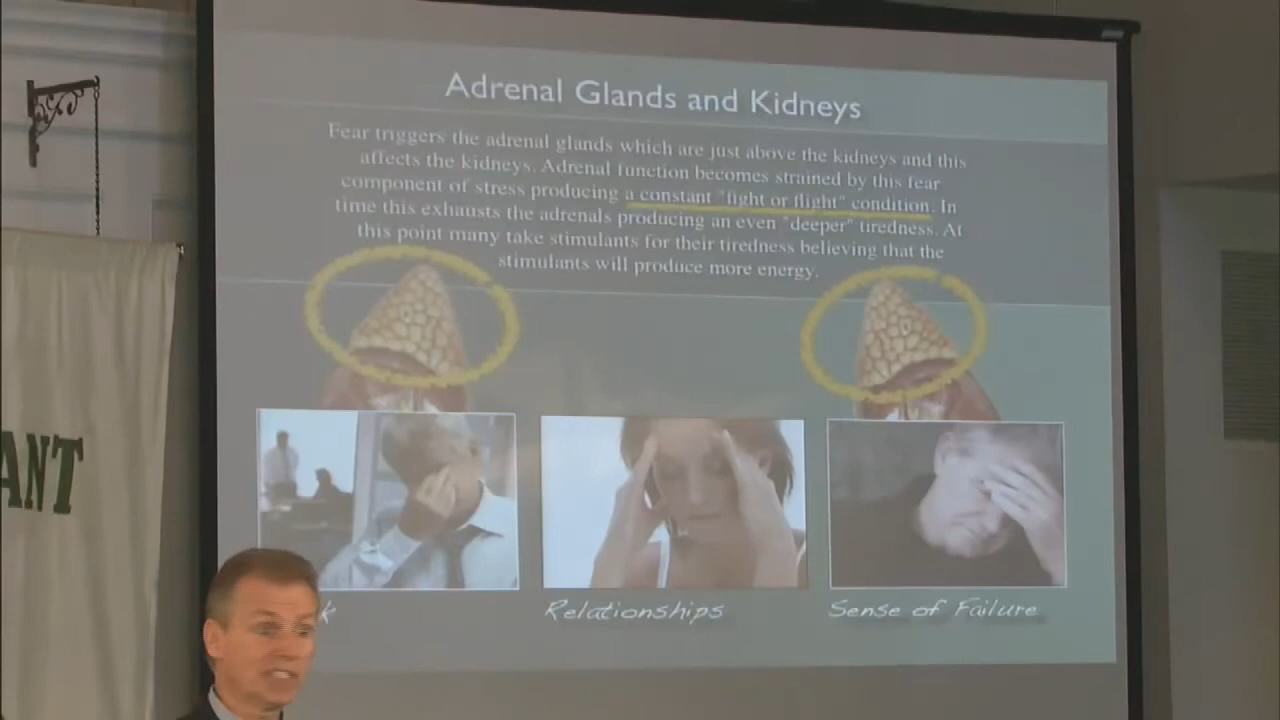 Adrenal Glands and Kidneys
Fear triggers the adrenal glands which are just above the kidneys and this
affects the kidneys. Adrenal function becomes strained by this fear
component of stress producing a constant "fight or flight" condition. In
time this exhausts the adrenals producing an even "deeper" tiredness. At
this point many take stimulants for their tiredness believing that the
stimulants will produce more energy.
ANT
k
Relationships
Sense of Failure